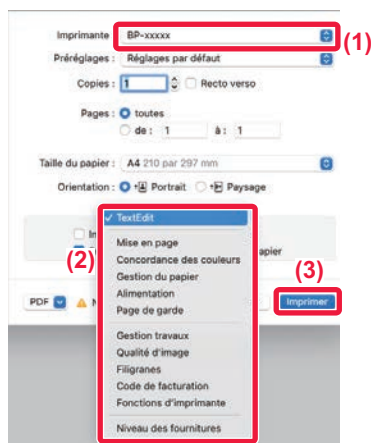 Imprimante : BP-xxxxx (1)
Préréglages : Réglages par défaut
Copies : 1 Recto verso
Pages : toutes
de : 1 à : 1
Taille du papier : A4 210 par 297 mm
Orientation : Portrait Paysage
✓ TextEdit
(2)
Mise en page
Concordance des couleurs
apier
Gestion du papier
(3)
Alimentation
PDF Imprimer
Page de garde
Gestion travaux
Qualité d'image
Filigranes
Code de facturation
Fonctions d'imprimante
Niveau des fournitures